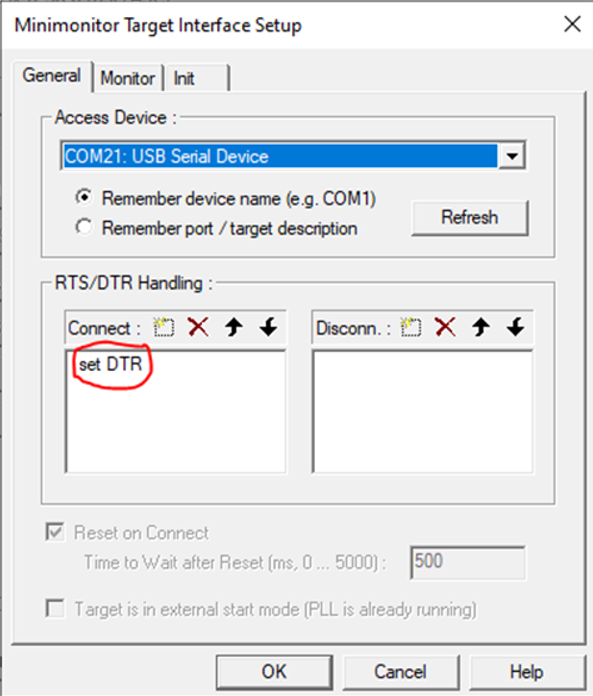 Minimonitor Target Interface Setup
General Monitor Init
Access Device :
COM21: USB Serial Device
Remember device name (e.g. COM1)
Remember port / target description
Refresh
RTS/DTR Handling :
Connect :
Disconn. :
set DTR
Reset on Connect
Time to Wait after Reset (ms, 0 ... 5000) : 500
Target is in external start mode (PLL is already running)
OK Cancel Help